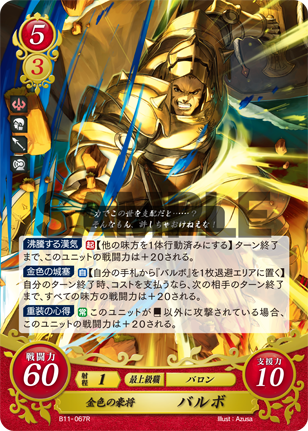 5
3
SAMPLE
力でこの世を支配だと……？
そんなもん、許しちゃおけねぇな！
沸騰する漢気 起【他の味方を1体行動済みにする】ターン終了
まで、このユニットの戦闘力は＋20される。
金色の城塞 自【自分の手札から『バルボ』を1枚退避エリアに置く】
自分のターン終了時、コストを支払うなら、次の相手のターン終了
まで、すべての味方の戦闘力は＋20される。
重装の心得 常 このユニットが 以外に攻撃されている場合、
このユニットの戦闘力は＋20される。
戦闘力
60
射程 1 最上級職 バロン
金色の豪将 バルボ
支援力
10
B11-067R
Illust：Azusa